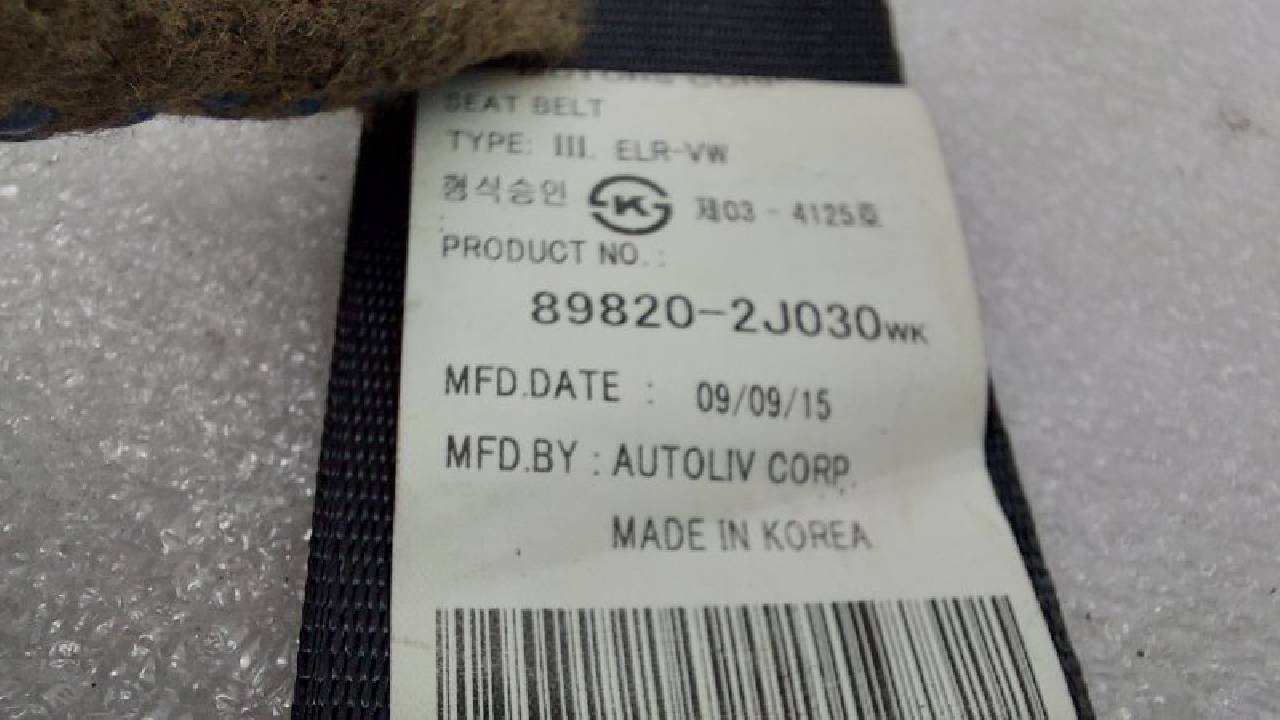 SEAT BELT
TYPE: III. ELR-VW
형식승인 K 제03 - 4125호
:
PRODUCT NO. :
89820-2J030WK
MFD.DATE : 09/09/15
MFD.BY : AUTOLIV CORP.
MADE IN KOREA